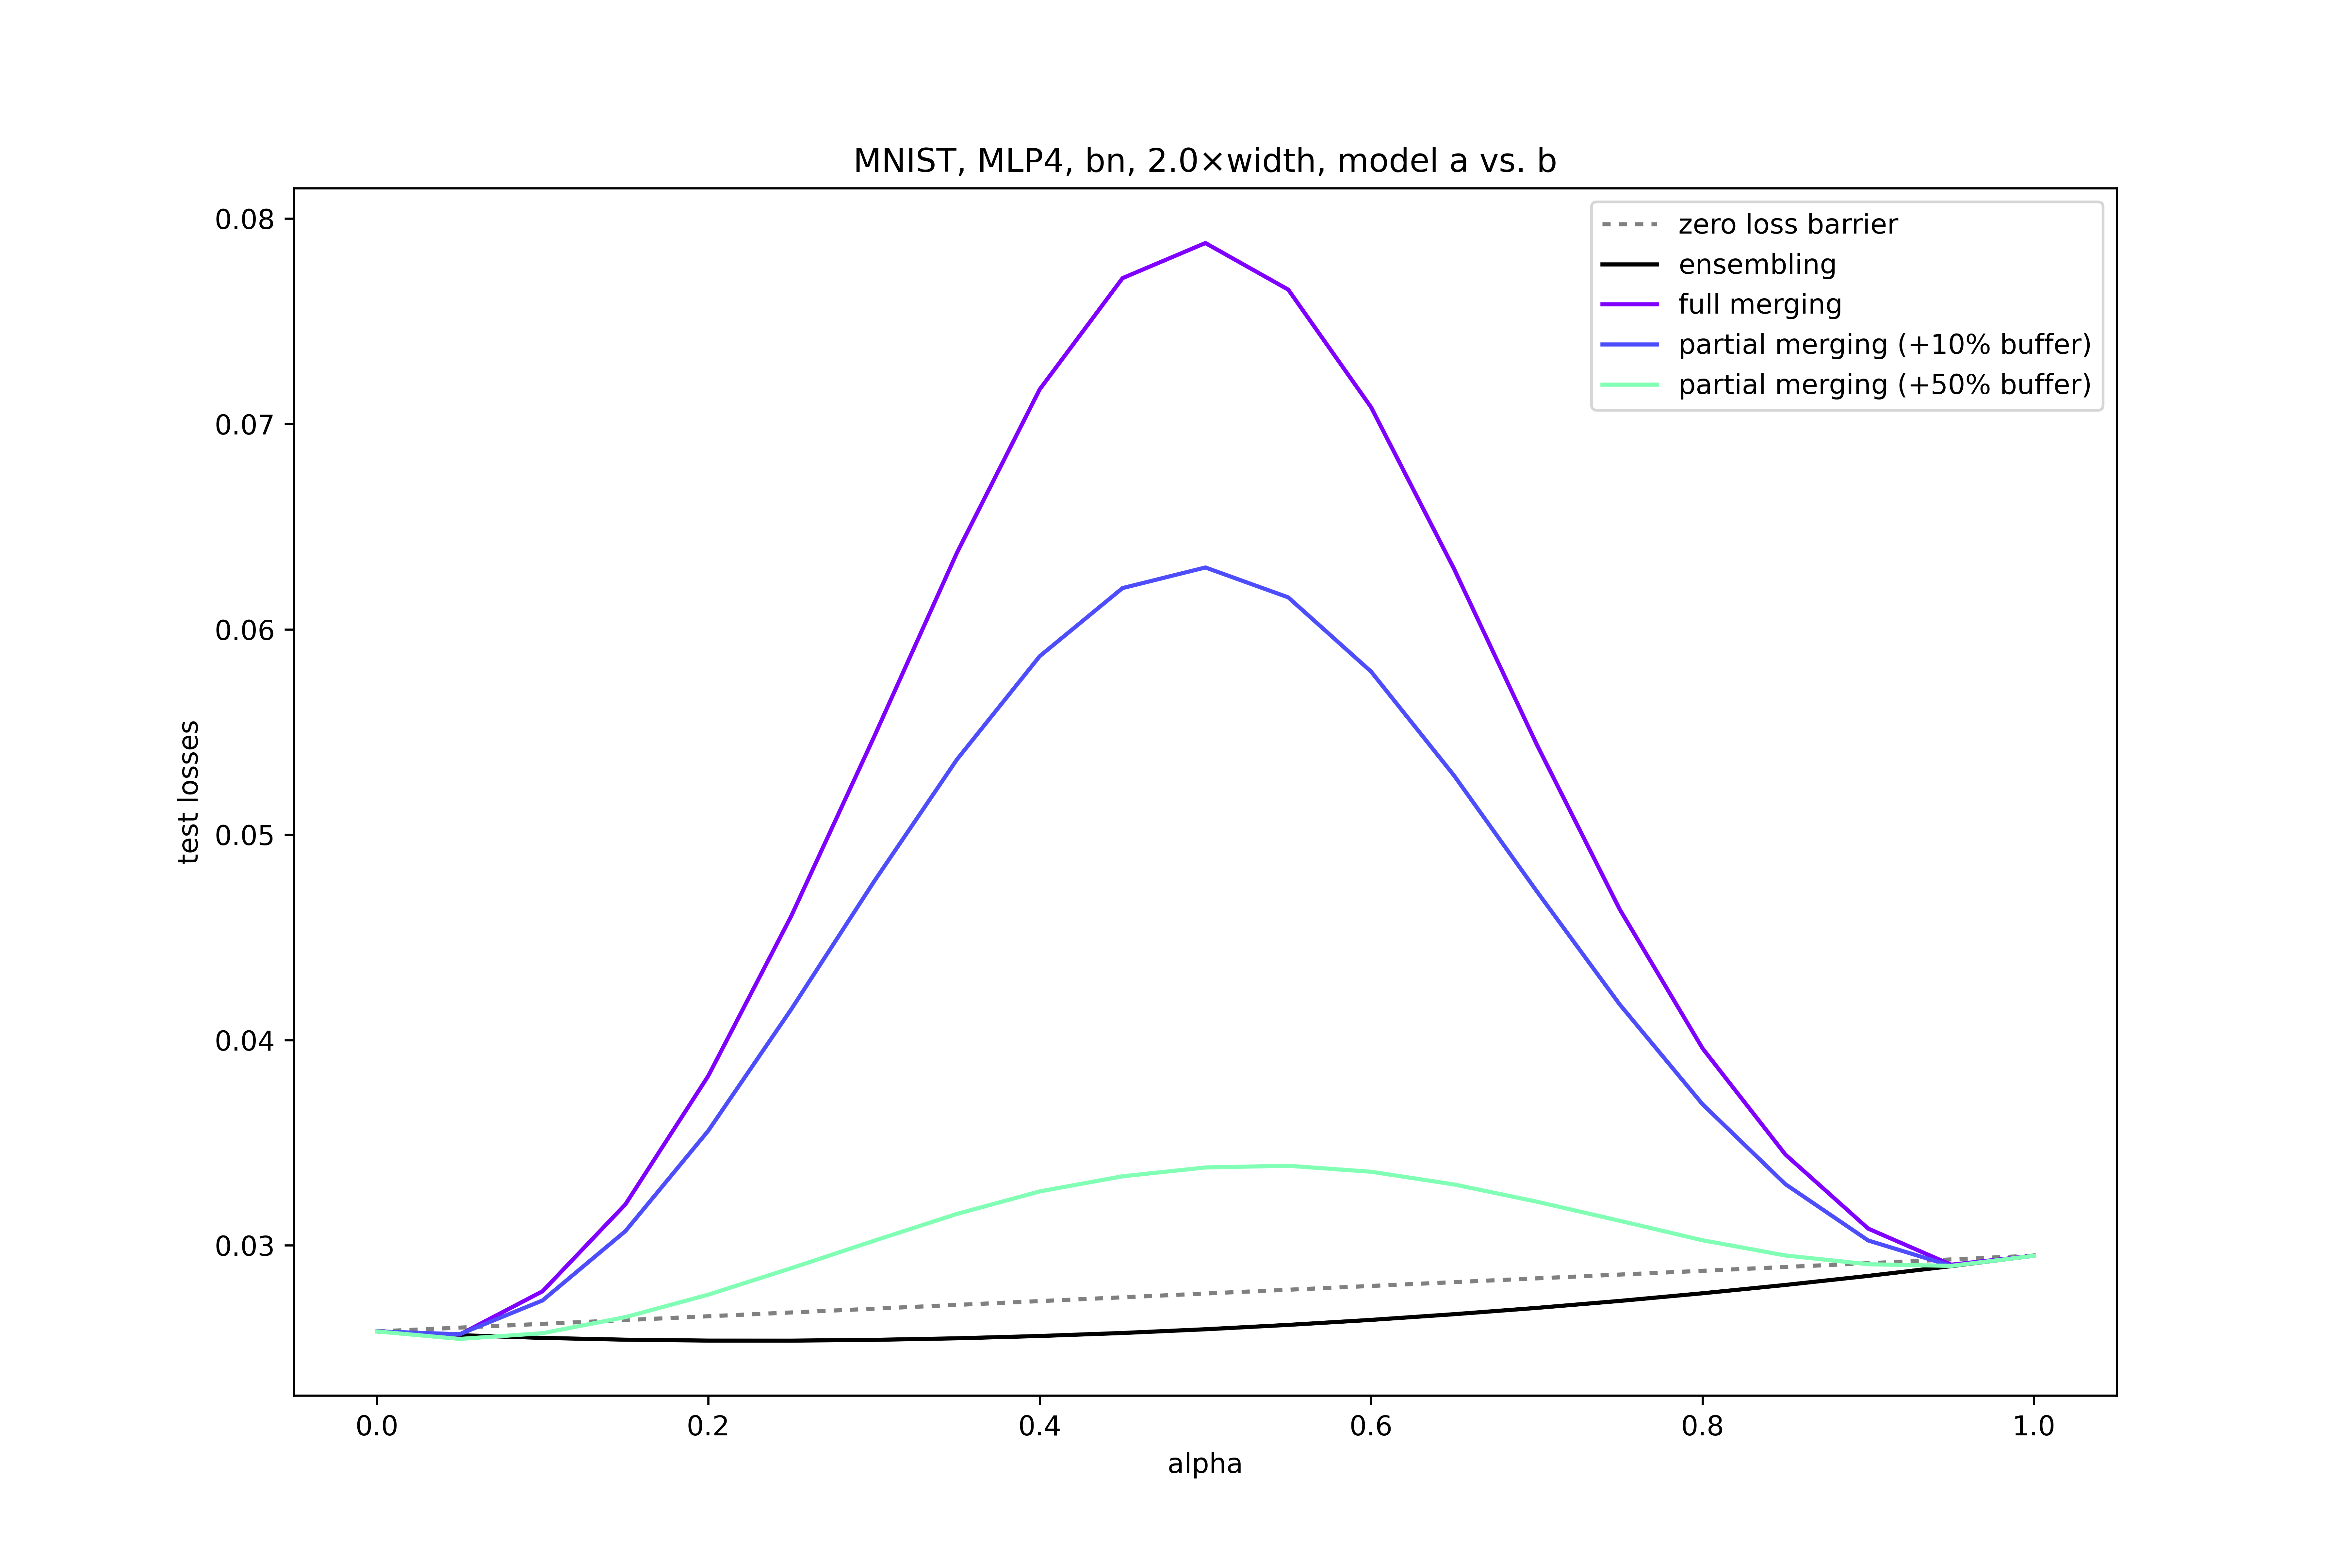 MNIST, MLP4, bn, 2.0×width, model a vs. b
zero loss barrier
ensembling
full merging
partial merging (+10% buffer)
partial merging (+50% buffer)
test losses
0.08
0.07
0.06
0.05
0.04
0.03
0.0 0.2 0.4 0.6 0.8 1.0
alpha